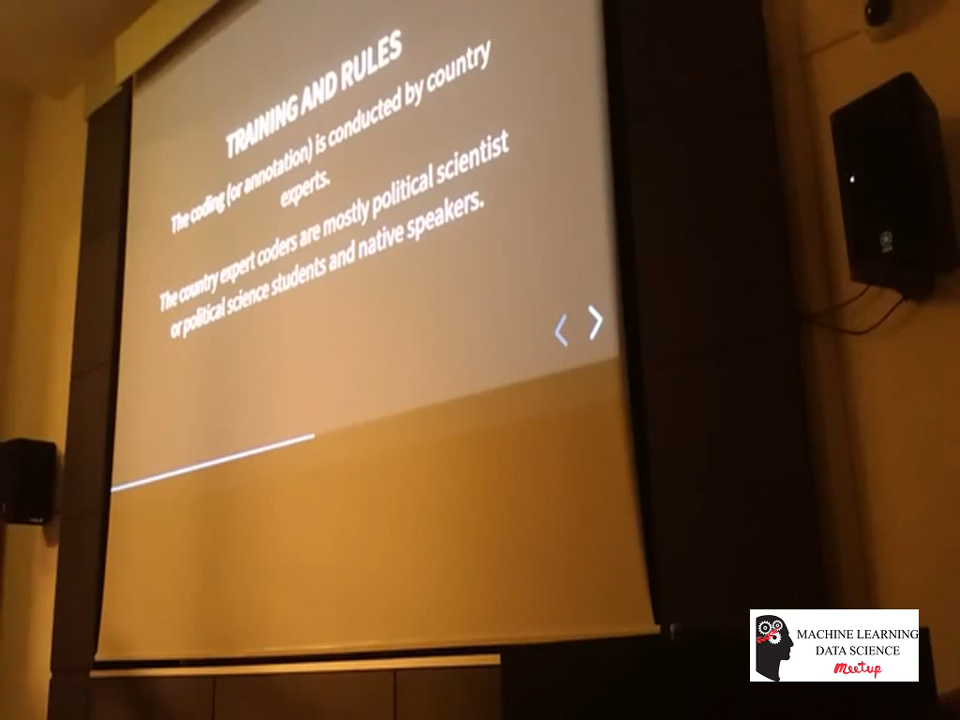 TRAINING AND RULES
The coding (or annotation) is conducted by country
experts.
The country expert coders are mostly political scientist
or political science students and native speakers.
MACHINE LEARNING
DATA SCIENCE
meetup